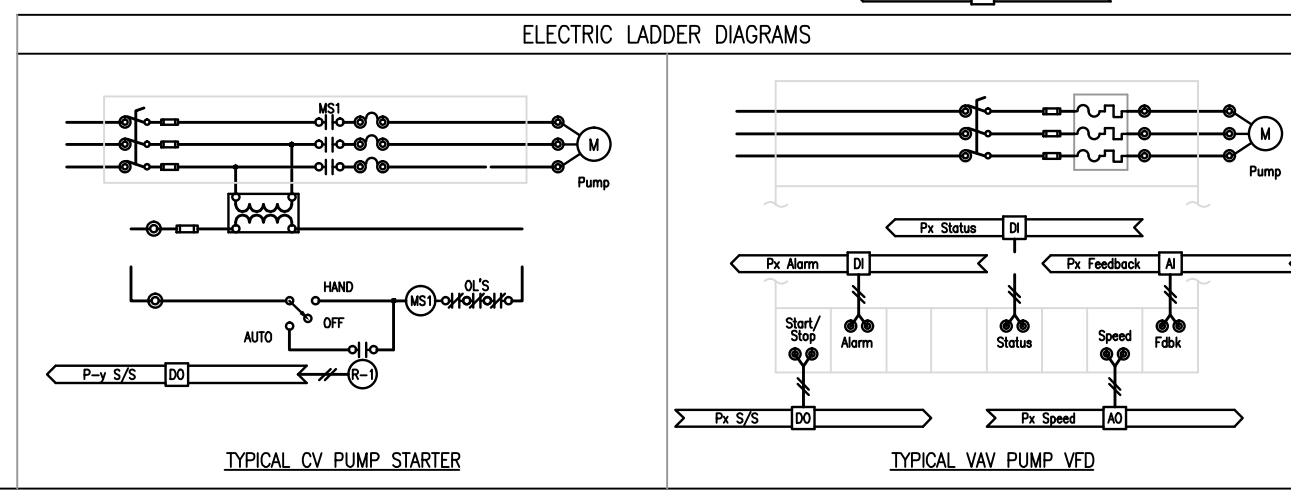 ELECTRIC LADDER DIAGRAMS
MS1
M
Pump
HAND
OFF
AUTO
MS1
OL'S
P-y S/S
DO
R-1
TYPICAL CV PUMP STARTER
M
Pump
Px Status
DI
Px Alarm
DI
Px Feedback
AI
Start/
Stop
Alarm
Status
Speed
Fdbk
Px S/S
DO
Px Speed
AO
TYPICAL VAV PUMP VFD